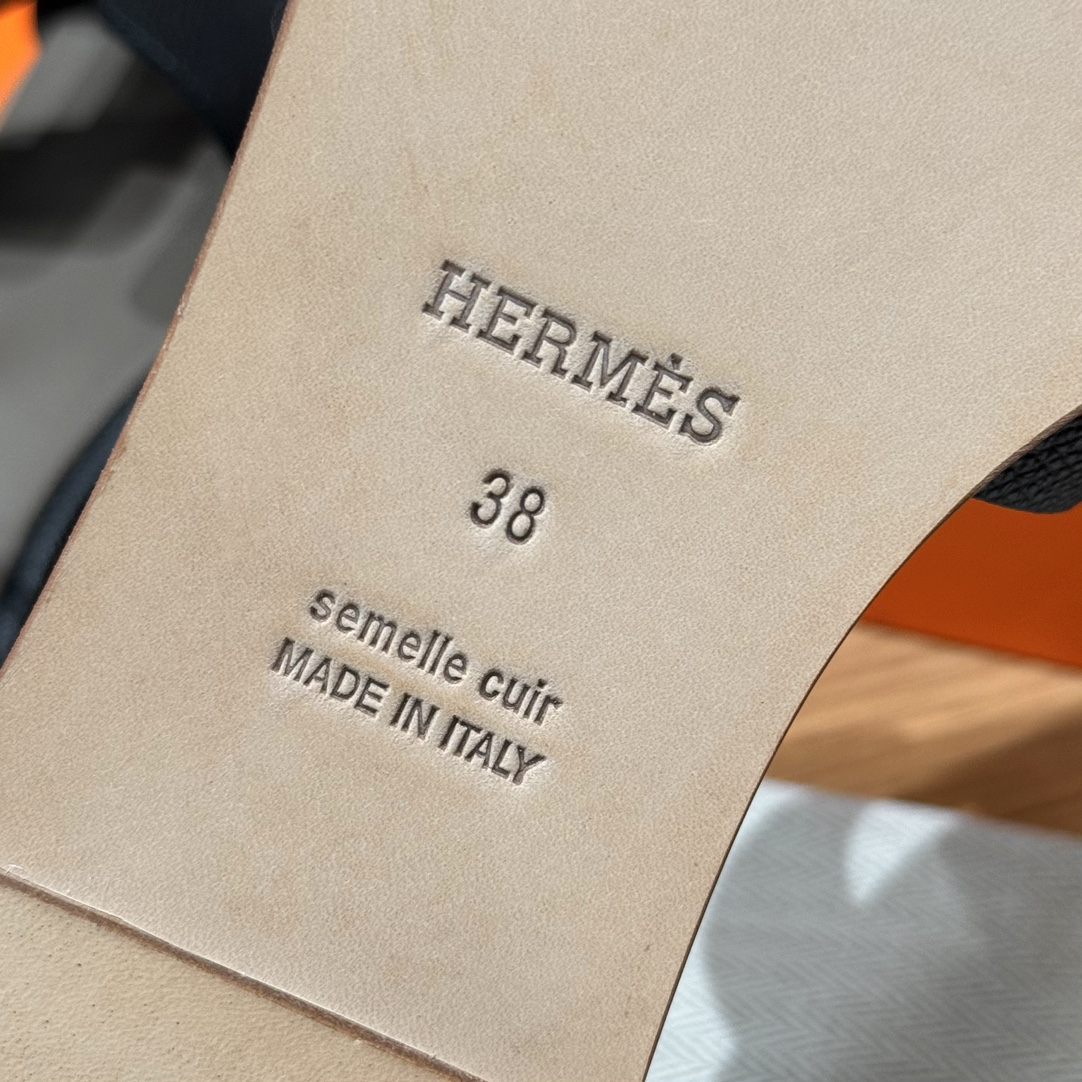 HERMÈS
38
semelle cuir
MADE IN ITALY